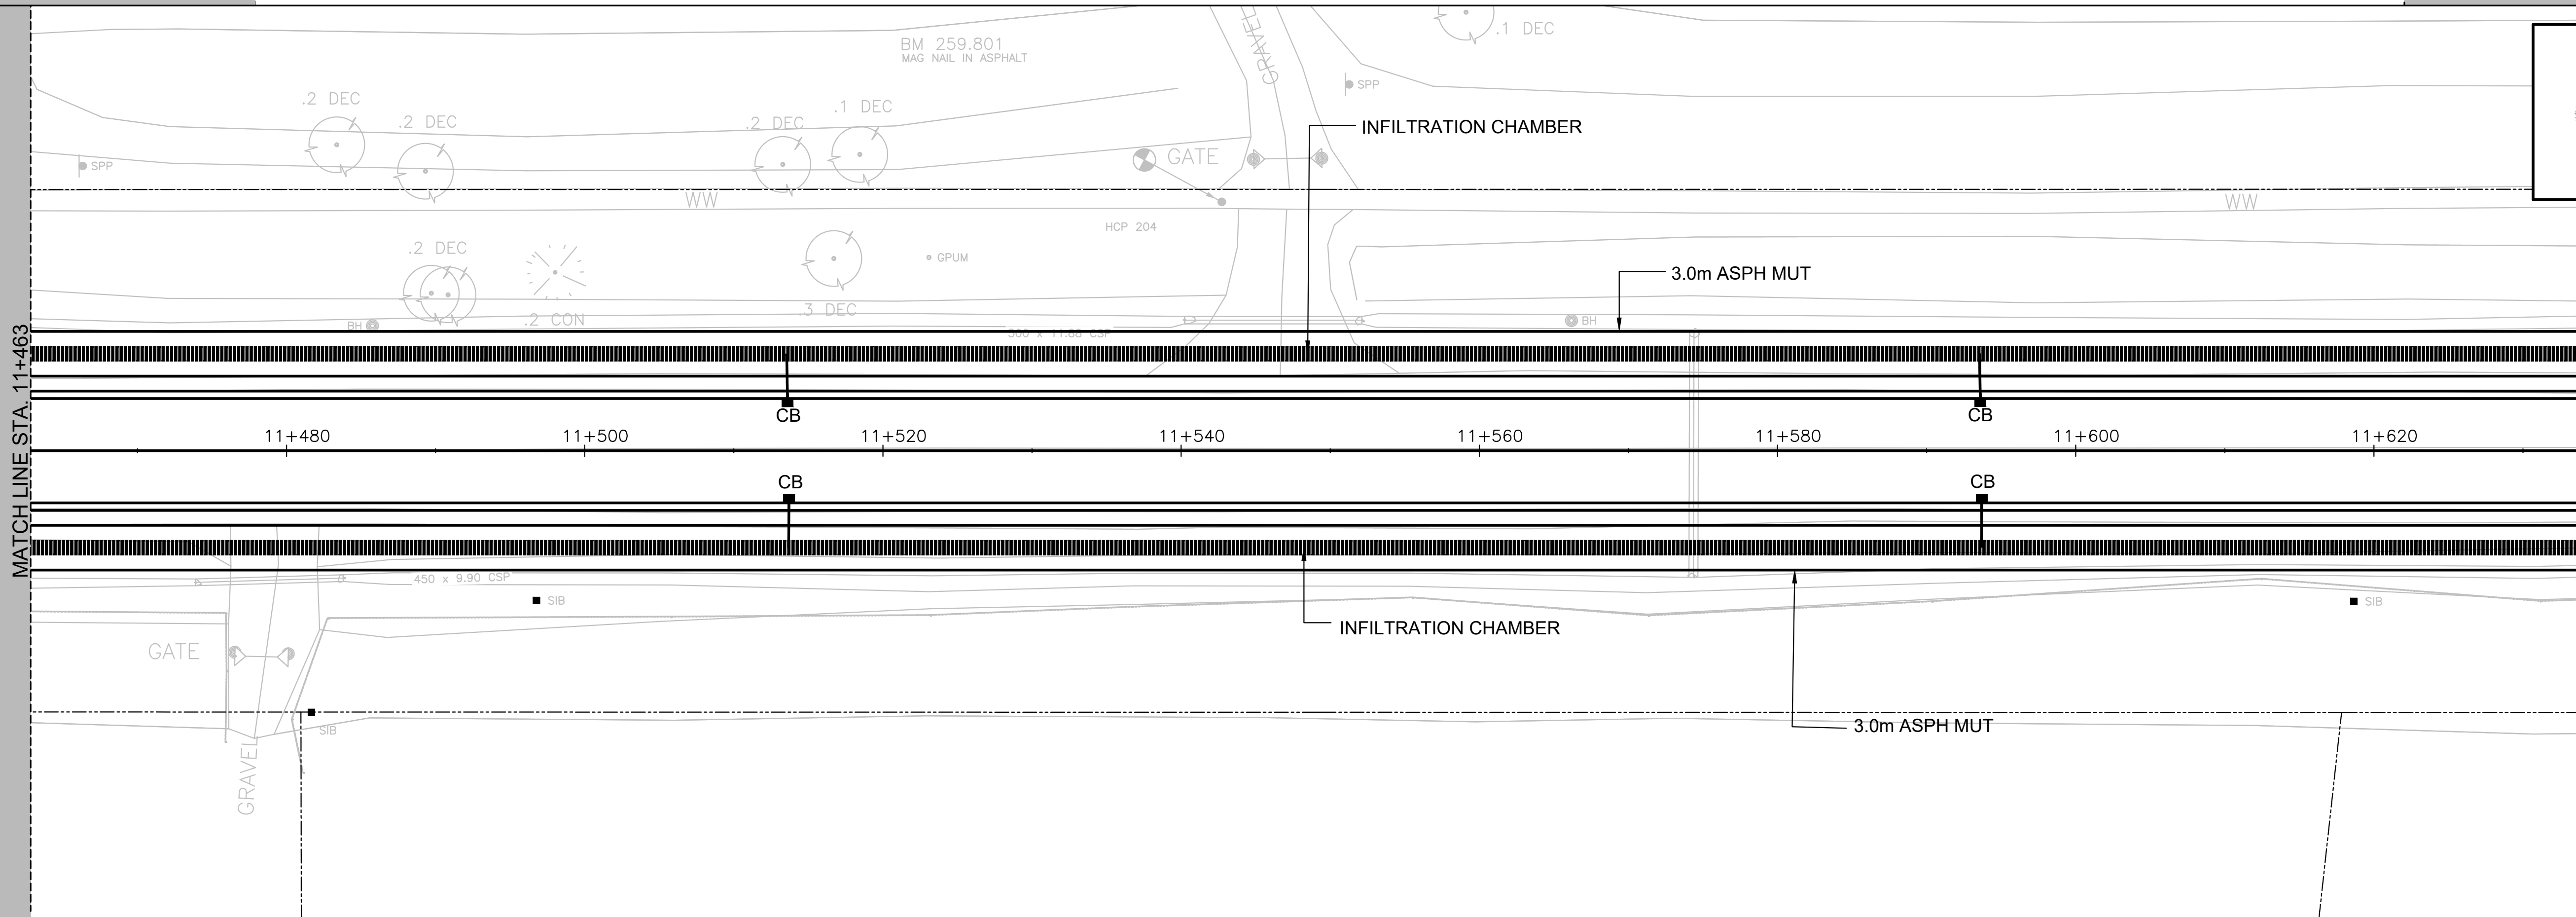 GRAVEL
.1 DEC
BM 259.801
MAG NAIL IN ASPHALT
SPP
.2 DEC
.2 DEC
.2 DEC
.1 DEC
INFILTRATION CHAMBER
SPP
GATE
WW
WW
HCP 204
.2 DEC
GPUM
3.0m ASPH MUT
.3 DEC
.2 CON
BH
BH
MATCH LINE STA. 11+463
CB
CB
11+480
11+500
11+520
11+540
11+560
11+580
11+600
11+620
CB
CB
450 x 9.90 CSP
SIB
SIB
INFILTRATION CHAMBER
GATE
SIB
3.0m ASPH MUT
GRAVEL